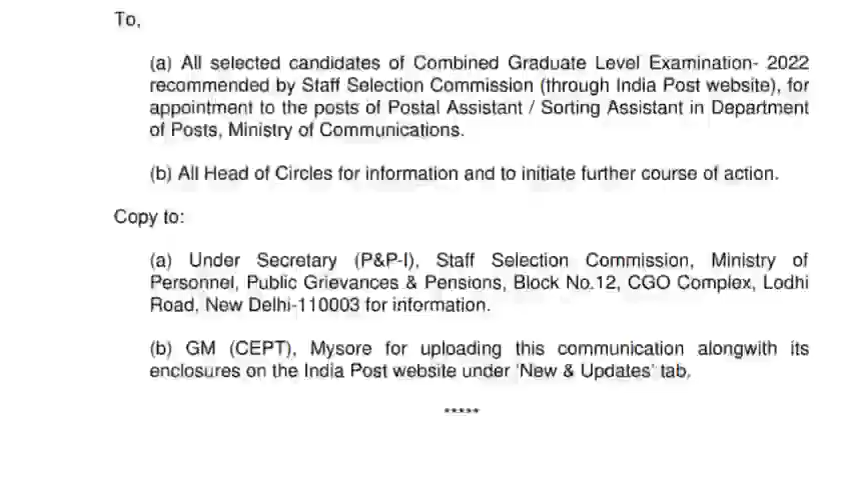 To,
(a) All selected candidates of Combined Graduate Level Examination- 2022
recommended by Staff Selection Commission (through India Post website), for
appointment to the posts of Postal Assistant / Sorting Assistant in Department
of Posts, Ministry of Communications.
(b) All Head of Circles for information and to initiate further course of action.
Copy to:
(a) Under Secretary (P&P-I), Staff Selection Commission, Ministry of
Personnel, Public Grievances & Pensions, Block No.12, CGO Complex, Lodhi
Road, New Delhi-110003 for information.
(b) GM (CEPT), Mysore for uploading this communication alongwith its
enclosures on the India Post website under 'New & Updates' tab.
*****